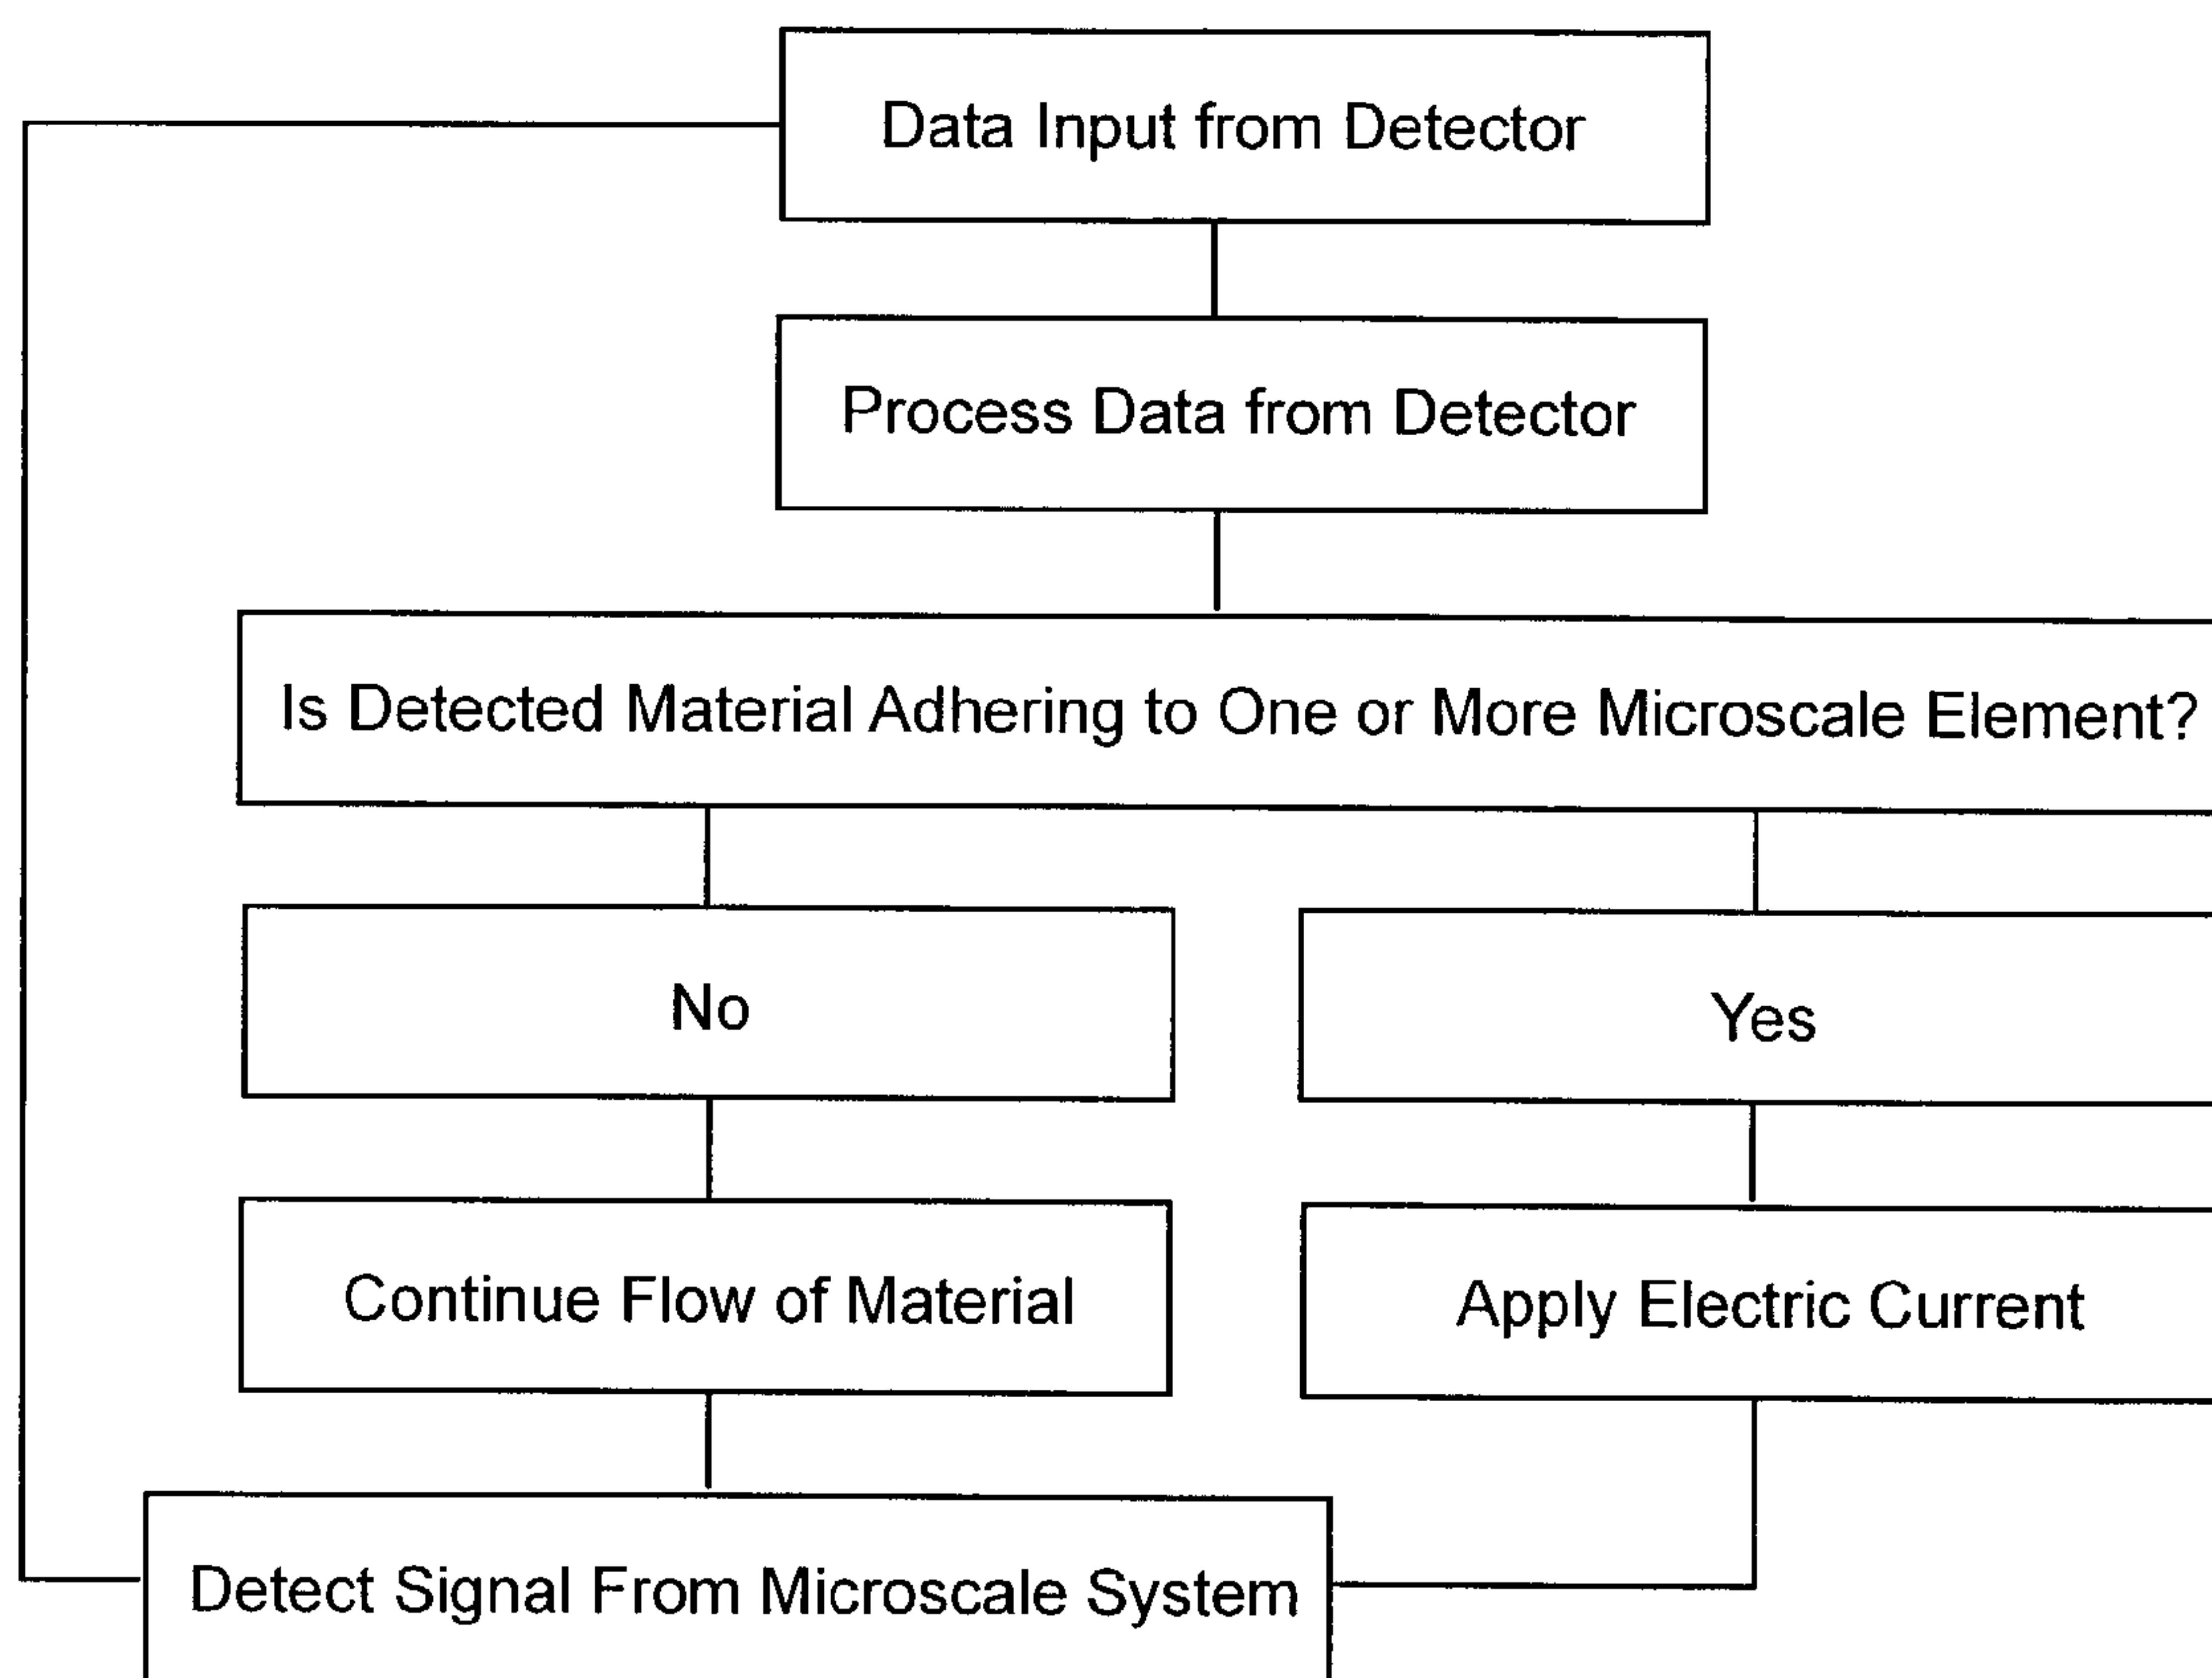 Data Input from Detector
Process Data from Detector
Is Detected Material Adhering to One or More Microscale Element?
No
Yes
Continue Flow of Material
Apply Electric Current
Detect Signal From Microscale System